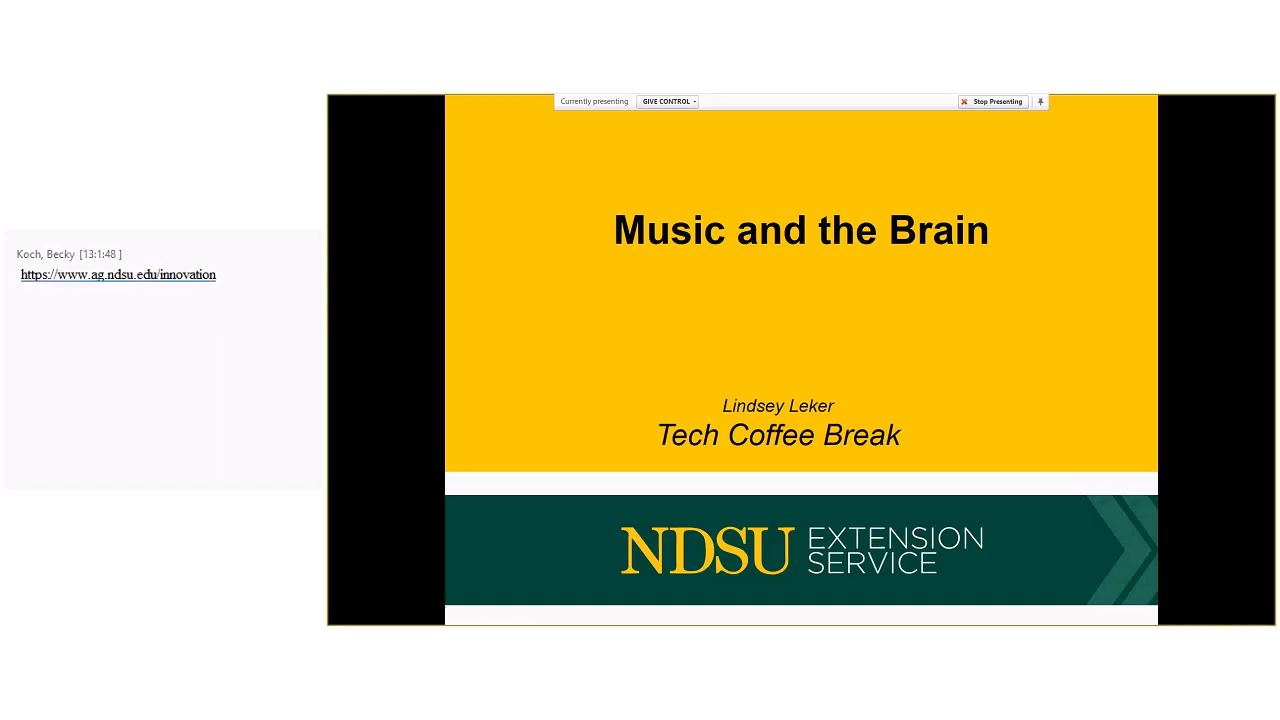 Currently presenting GIVE CONTROL Stop Presenting
Music and the Brain
Koch, Becky [13:1:48 ]
https://www.ag.ndsu.edu/innovation
Lindsey Leker
Tech Coffee Break
NDSU EXTENSION
SERVICE